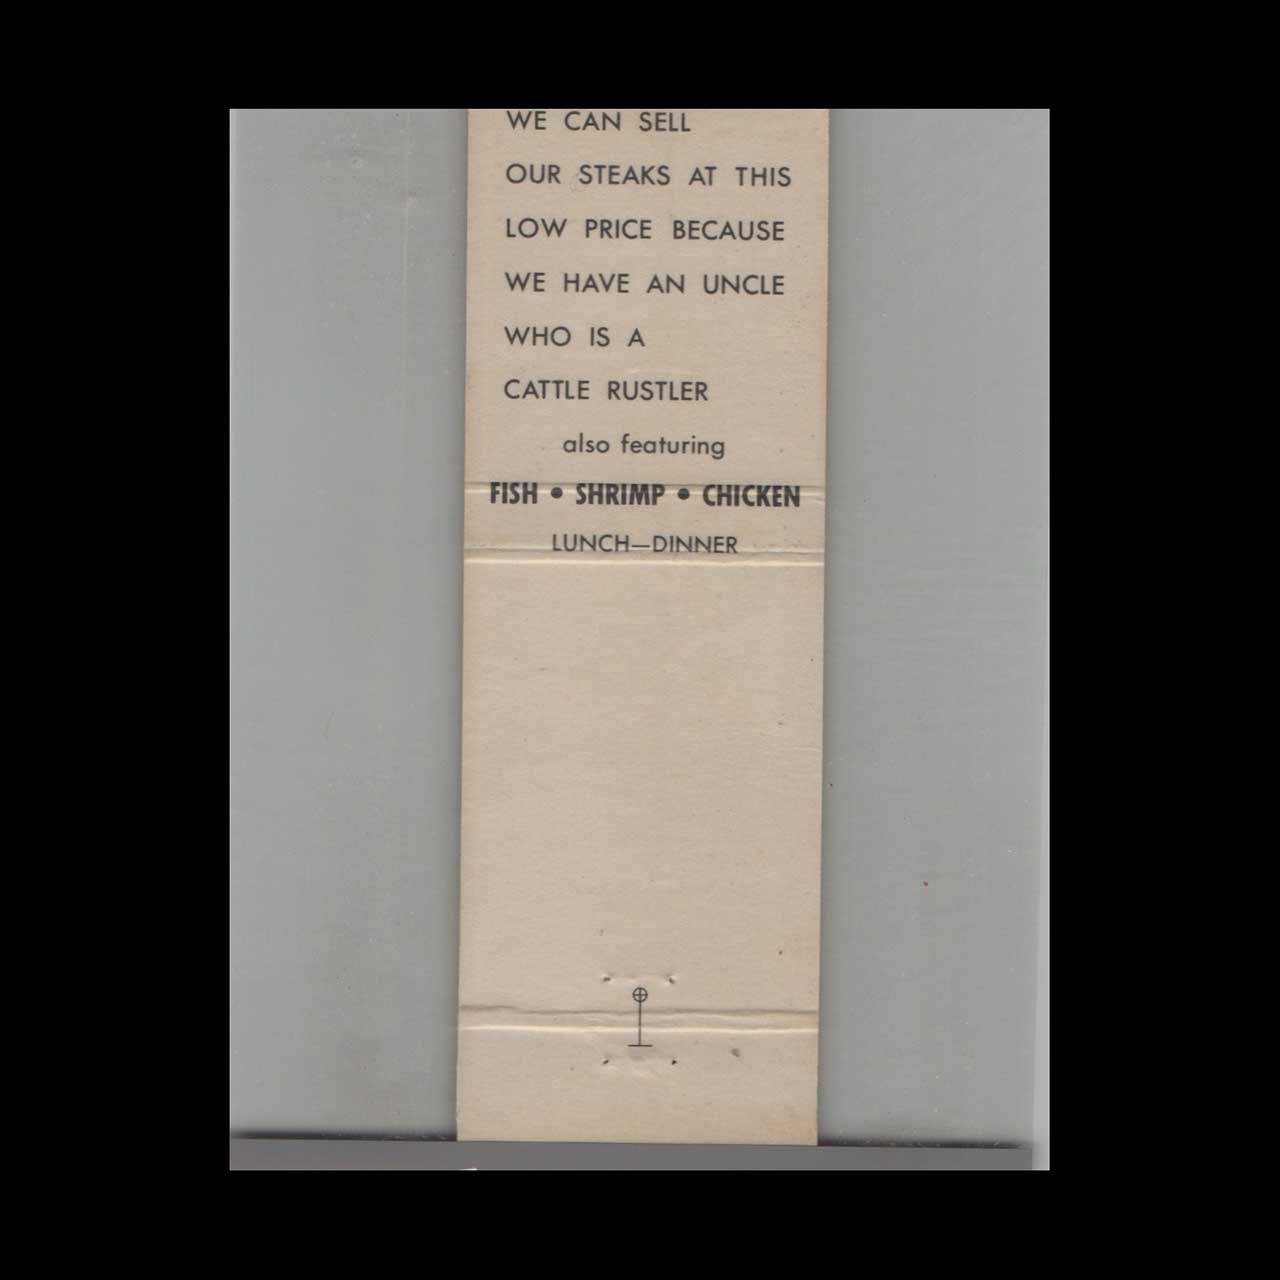 WE CAN SELL
OUR STEAKS AT THIS
LOW PRICE BECAUSE
WE HAVE AN UNCLE
WHO IS A
CATTLE RUSTLER
also featuring
FISH • SHRIMP • CHICKEN
LUNCH—DINNER